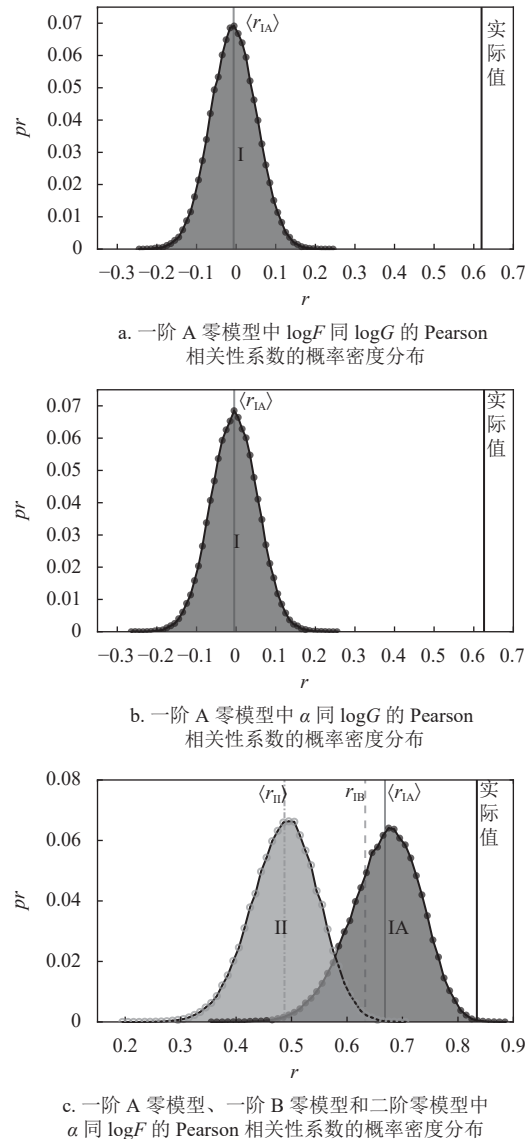 0.07
0.06
0.05
0.04
0.03
0.02
0.01
0
pr
⟨r_IA⟩
I
实际值
−0.3 −0.2 −0.1 0 0.1 0.2 0.3 0.4 0.5 0.6 0.7
r
a. 一阶 A 零模型中 logF 同 logG 的 Pearson
相关性系数的概率密度分布
0.07
0.06
0.05
0.04
0.03
0.02
0.01
0
pr
⟨r_IA⟩
I
实际值
−0.3 −0.2 −0.1 0 0.1 0.2 0.3 0.4 0.5 0.6 0.7
r
b. 一阶 A 零模型中 α 同 logG 的 Pearson
相关性系数的概率密度分布
0.08
0.06
0.04
0.02
0
pr
⟨r_II⟩ r_IB ⟨r_IA⟩
实际值
II IA
0.2 0.3 0.4 0.5 0.6 0.7 0.8 0.9
r
c. 一阶 A 零模型、一阶 B 零模型和二阶零模型中
α 同 logF 的 Pearson 相关性系数的概率密度分布